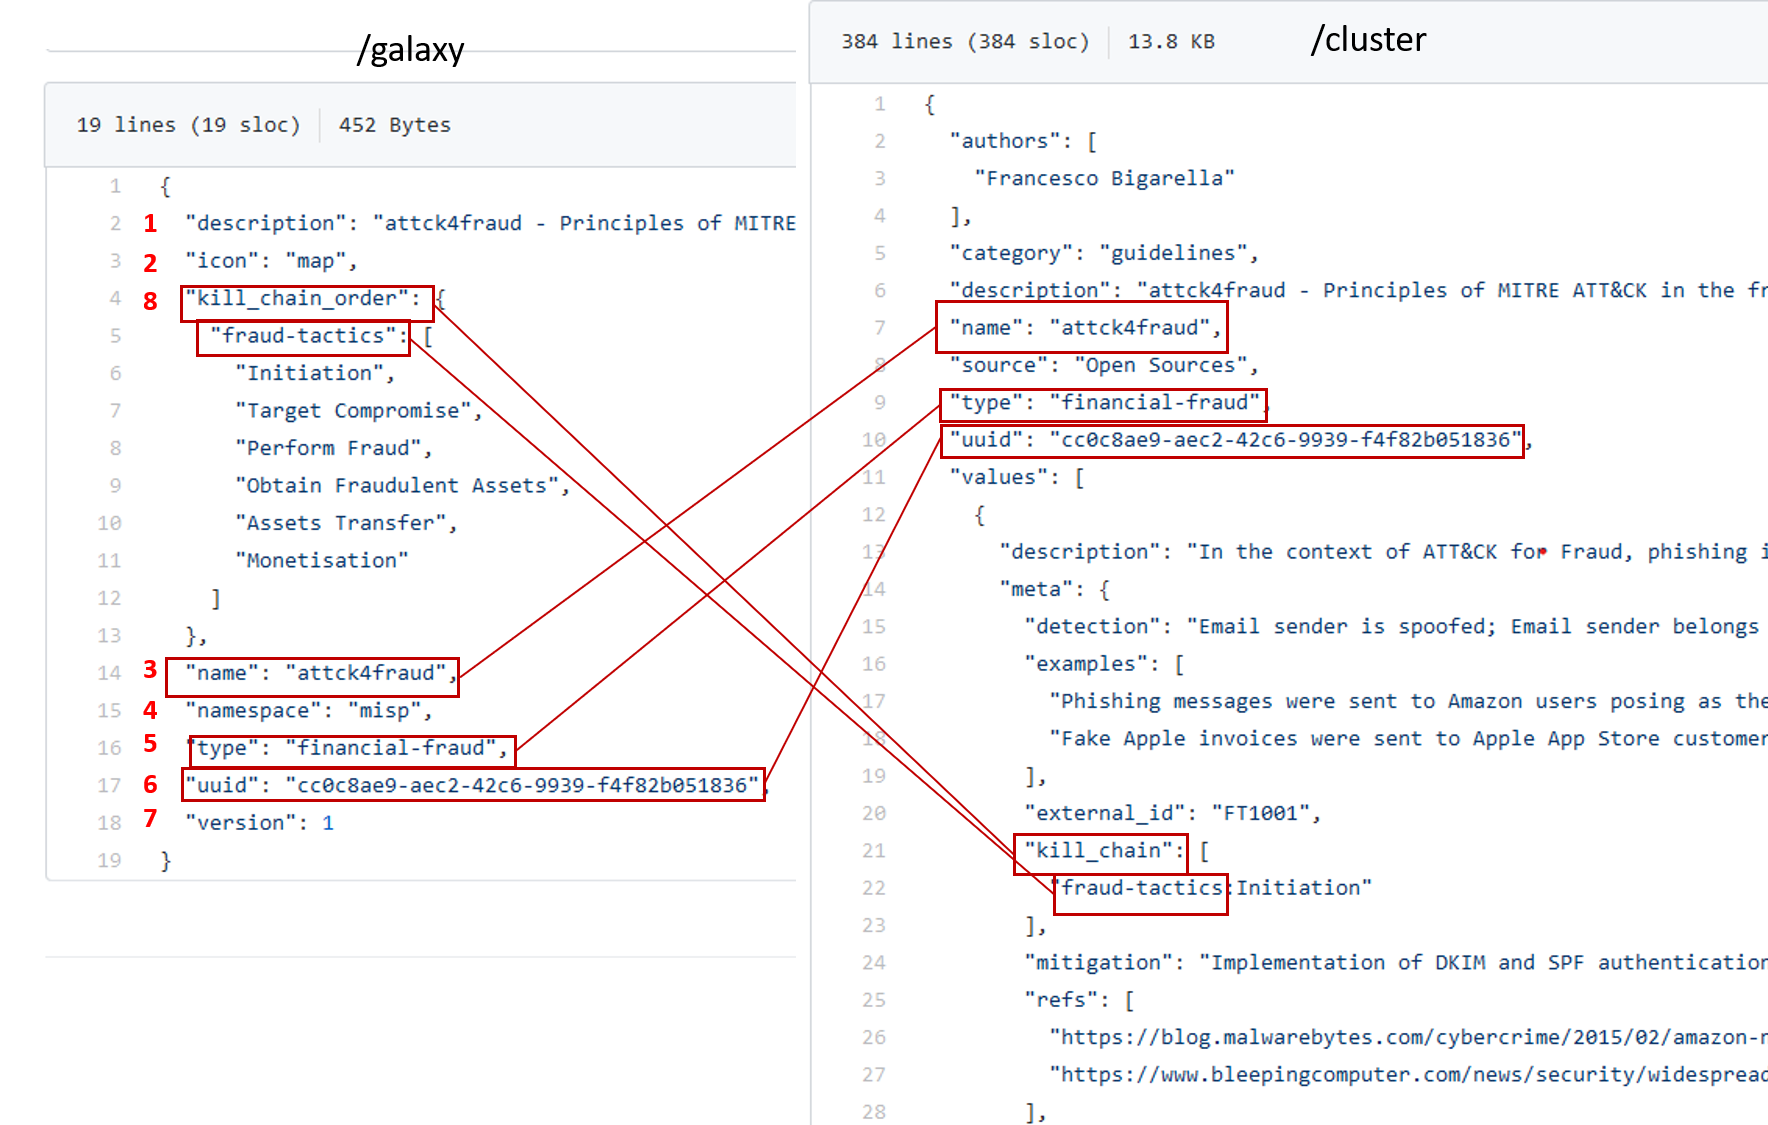 /galaxy
19 lines (19 sloc) 452 Bytes
1 {
2 1 "description": "attck4fraud - Principles of MITRE
3 2 "icon": "map",
4 8 "kill_chain_order": {
5 "fraud-tactics": [
6 "Initiation",
7 "Target Compromise",
8 "Perform Fraud",
9 "Obtain Fraudulent Assets",
10 "Assets Transfer",
11 "Monetisation"
12 ]
13 },
14 3 "name": "attck4fraud",
15 4 "namespace": "misp",
16 5 "type": "financial-fraud",
17 6 "uuid": "cc0c8ae9-aec2-42c6-9939-f4f82b051836",
18 7 "version": 1
19 }
384 lines (384 sloc) 13.8 KB /cluster
1 {
2 "authors": [
3 "Francesco Bigarella"
4 ],
5 "category": "guidelines",
6 "description": "attck4fraud - Principles of MITRE ATT&CK in the fr
7 "name": "attck4fraud",
8 "source": "Open Sources",
9 "type": "financial-fraud",
10 "uuid": "cc0c8ae9-aec2-42c6-9939-f4f82b051836",
11 "values": [
12 {
13 "description": "In the context of ATT&CK for Fraud, phishing i
14 "meta": {
15 "detection": "Email sender is spoofed; Email sender belongs
16 "examples": [
17 "Phishing messages were sent to Amazon users posing as the
18 "Fake Apple invoices were sent to Apple App Store customer
19 ],
20 "external_id": "FT1001",
21 "kill_chain": [
22 "fraud-tactics:Initiation"
23 ],
24 "mitigation": "Implementation of DKIM and SPF authentication
25 "refs": [
26 "https://blog.malwarebytes.com/cybercrime/2015/02/amazon-n
27 "https://www.bleepingcomputer.com/news/security/widespread
28 ],